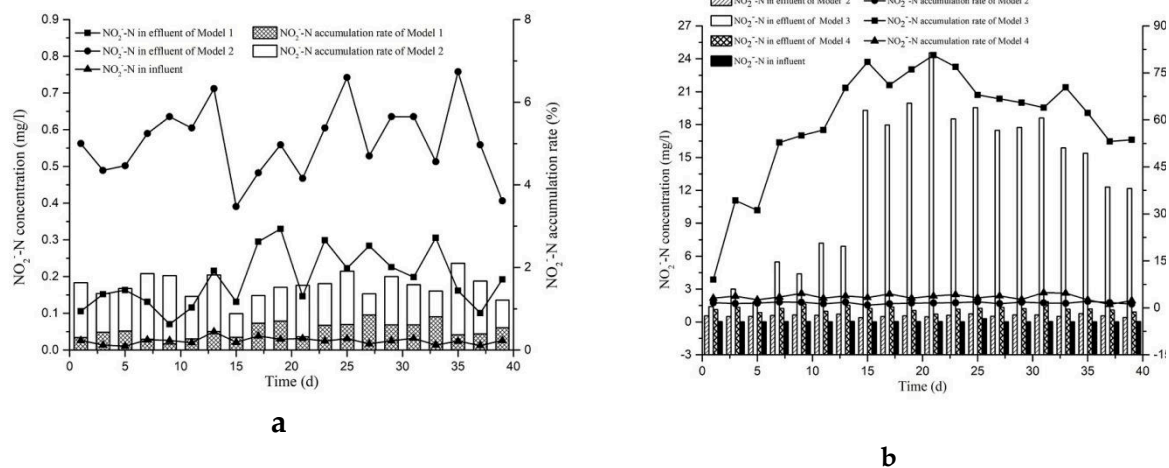 NO₂⁻-N in effluent of Model 1
NO₂⁻-N in effluent of Model 2
NO₂⁻-N in influent
NO₂⁻-N accumulation rate of Model 1
NO₂⁻-N accumulation rate of Model 2
0.9
0.8
0.7
0.6
0.5
0.4
0.3
0.2
0.1
0.0
NO₂⁻-N concentration (mg/l)
8
6
4
2
0
NO₂⁻-N accumulation rate (%)
0 5 10 15 20 25 30 35 40
Time (d)
a
NO₂⁻-N in effluent of Model 3
NO₂⁻-N in effluent of Model 4
NO₂⁻-N in influent
NO₂⁻-N accumulation rate of Model 3
NO₂⁻-N accumulation rate of Model 4
27
24
21
18
15
12
9
6
3
0
-3
NO₂⁻-N concentration (mg/l)
90
75
60
45
30
15
0
-15
0 5 10 15 20 25 30 35 40
Time (d)
b